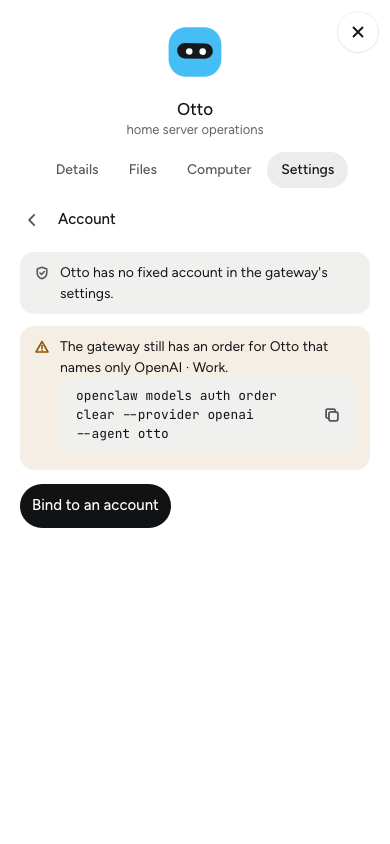 Otto
home server operations
Details
Files
Computer
Settings
Account
Otto has no fixed account in the gateway's
settings.
The gateway still has an order for Otto that
names only OpenAI · Work.
openclaw models auth order
clear --provider openai
--agent otto
Bind to an account